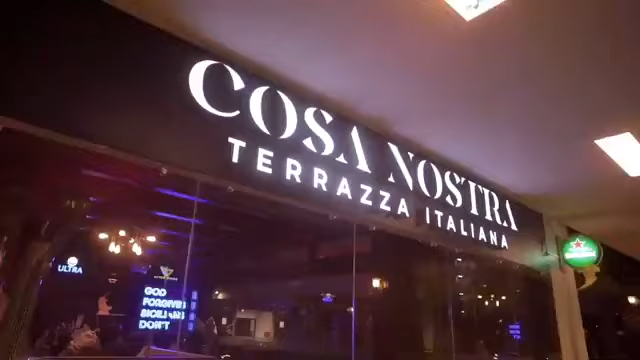 COSA NOSTRA
TERRAZZA ITALIANA
ULTRA
GOD
FORGIVES
SICILIANS
DON'T